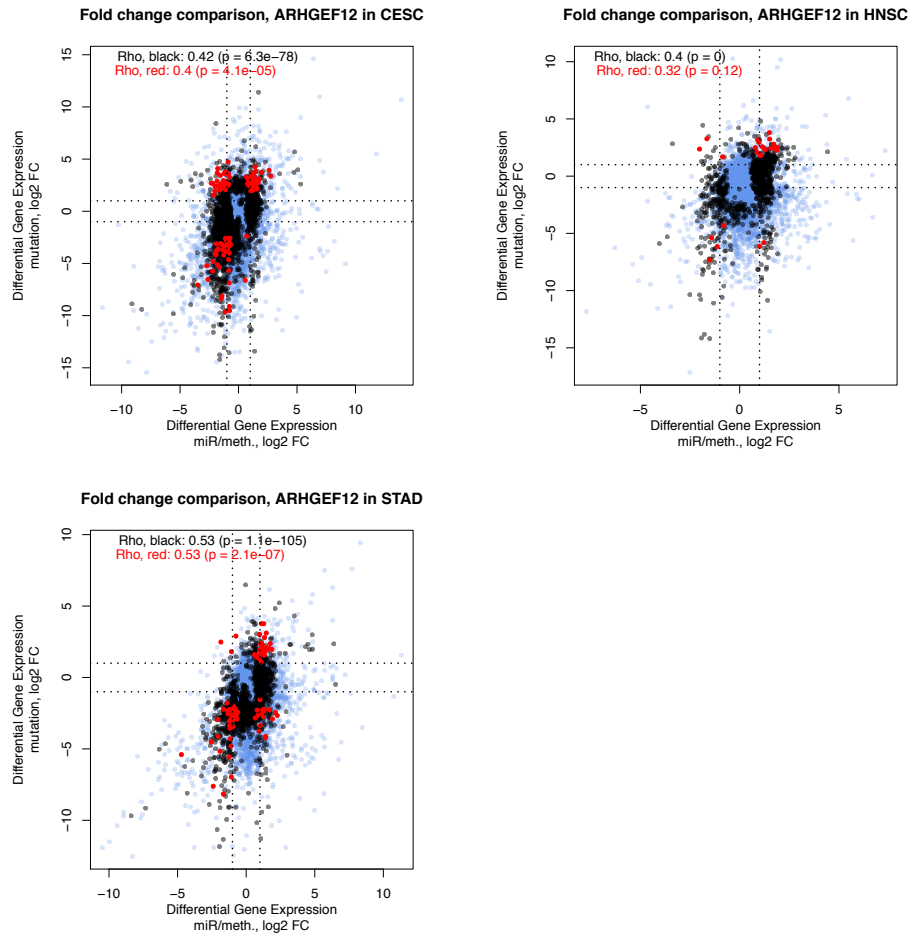 Fold change comparison, ARHGEF12 in CESC
Rho, black: 0.42 (p = 6.3e−78)
Rho, red: 0.4 (p = 4.1e−05)
15
10
5
0
−5
−10
−15
Differential Gene Expression
mutation, log2 FC
−10 −5 0 5 10
Differential Gene Expression
miR/meth., log2 FC
Fold change comparison, ARHGEF12 in HNSC
Rho, black: 0.4 (p = 0)
Rho, red: 0.32 (p = 0.12)
10
5
0
−5
−10
−15
Differential Gene Expression
mutation, log2 FC
−5 0 5
Differential Gene Expression
miR/meth., log2 FC
Fold change comparison, ARHGEF12 in STAD
Rho, black: 0.53 (p = 1.1e−105)
Rho, red: 0.53 (p = 2.1e−07)
10
5
0
−5
−10
Differential Gene Expression
mutation, log2 FC
−10 −5 0 5 10
Differential Gene Expression
miR/meth., log2 FC